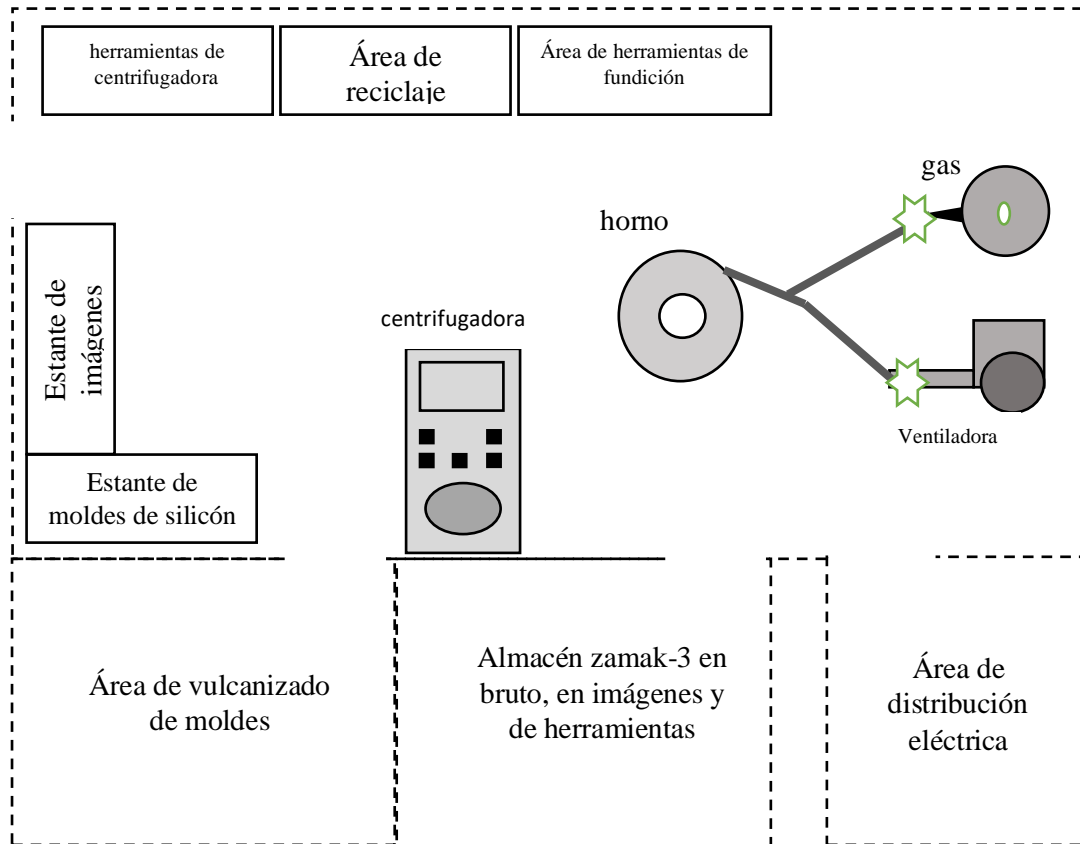 herramientas de
centrifugadora
Área de
reciclaje
Área de herramientas de
fundición
gas
horno
Estante de
imágenes
centrifugadora
Ventiladora
Estante de
moldes de silicón
Área de vulcanizado
de moldes
Almacén zamak-3 en
bruto, en imágenes y
de herramientas
Área de
distribución
eléctrica